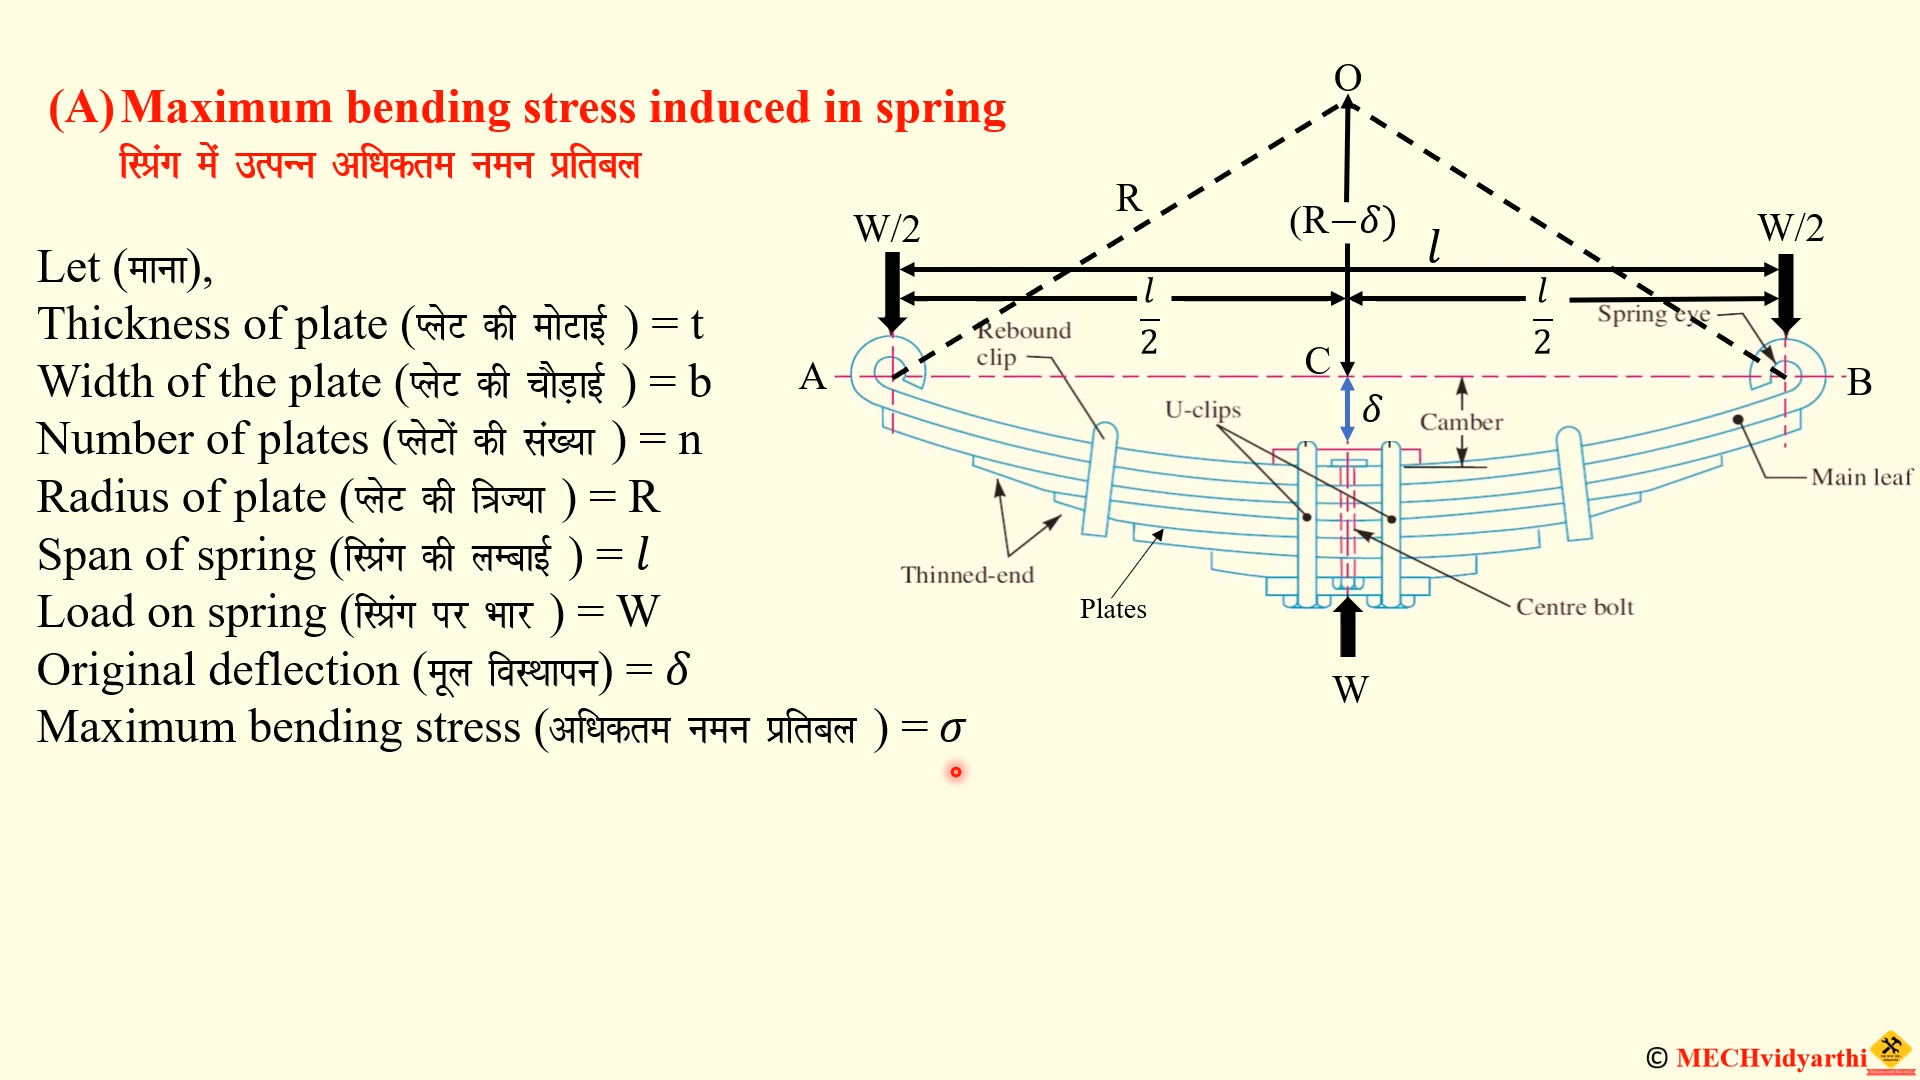 (A) Maximum bending stress induced in spring
स्प्रिंग में उत्पन्न अधिकतम नमन प्रतिबल
Let (माना),
Thickness of plate (प्लेट की मोटाई ) = t
Width of the plate (प्लेट की चौड़ाई ) = b
Number of plates (प्लेटों की संख्या ) = n
Radius of plate (प्लेट की त्रिज्या ) = R
Span of spring (स्प्रिंग की लम्बाई ) = l
Load on spring (स्प्रिंग पर भार ) = W
Original deflection (मूल विस्थापन) = δ
Maximum bending stress (अधिकतम नमन प्रतिबल ) = σ
O
R
(R−δ)
W/2
l
W/2
l/2
l/2
Rebound
clip
Spring eye
A
C
B
U-clips
δ
Camber
Main leaf
Thinned-end
Plates
Centre bolt
W
© MECHvidyarthi